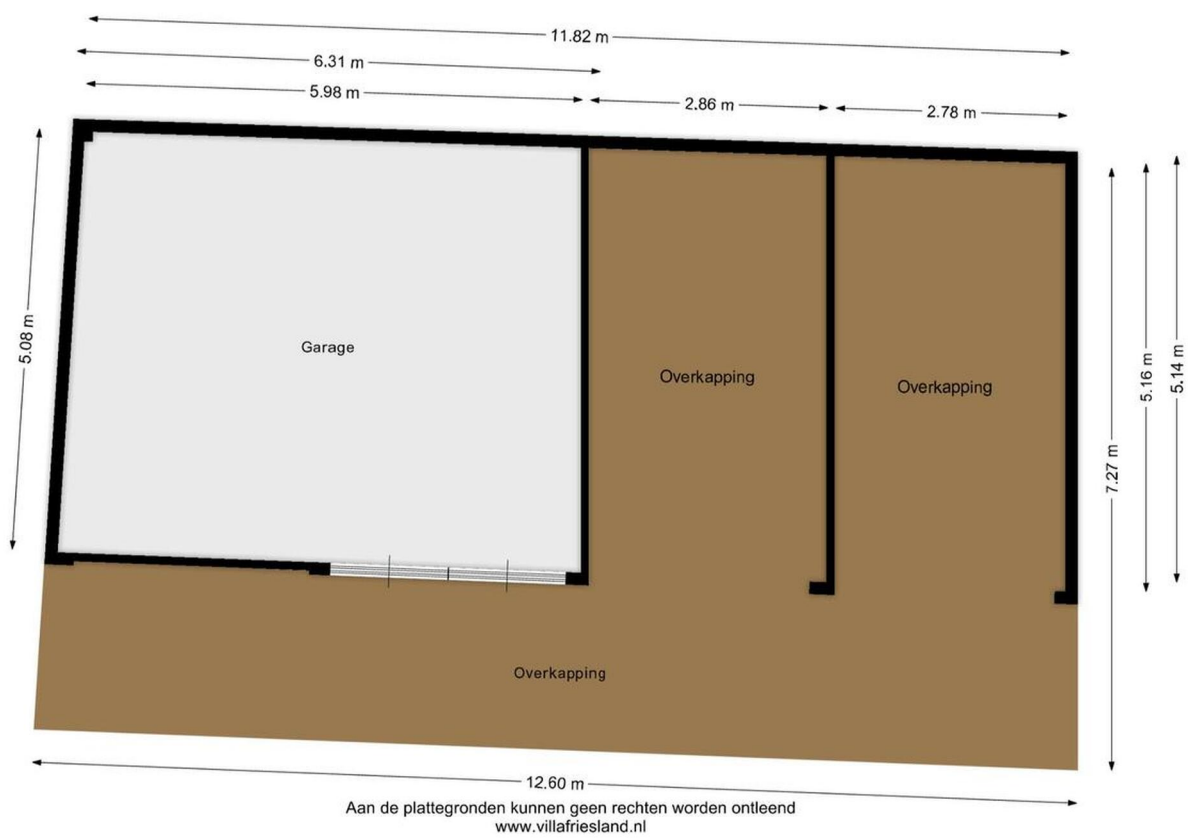 11.82 m
6.31 m
5.98 m
2.86 m
2.78 m
5.08 m
Garage
Overkapping
Overkapping
5.16 m
5.14 m
7.27 m
Overkapping
12.60 m
Aan de plattegronden kunnen geen rechten worden ontleend
www.villafriesland.nl